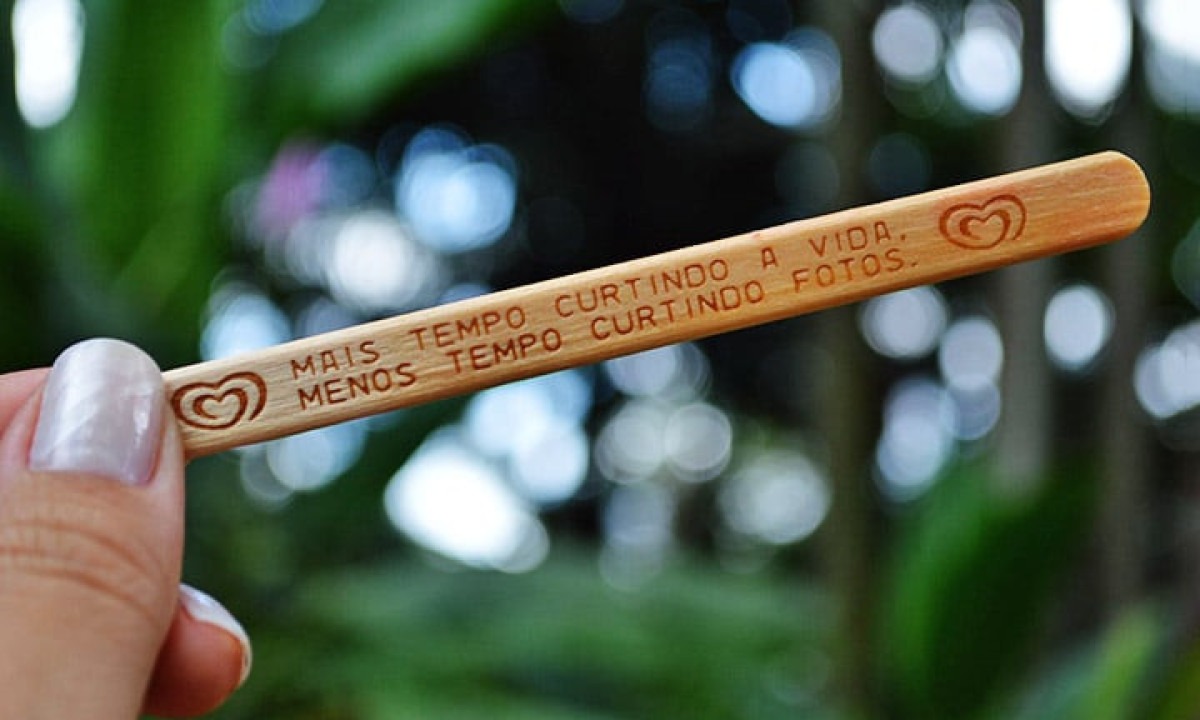 MAIS TEMPO CURTINDO A VIDA.
MENOS TEMPO CURTINDO FOTOS.